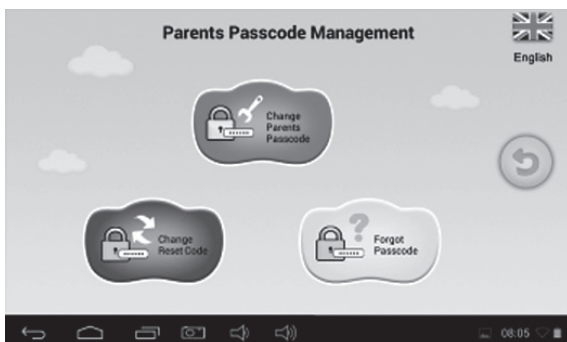 Parents Passcode Management
English
Change
Parents
Passcode
Change
Reset Code
Forgot
Passcode
08:05